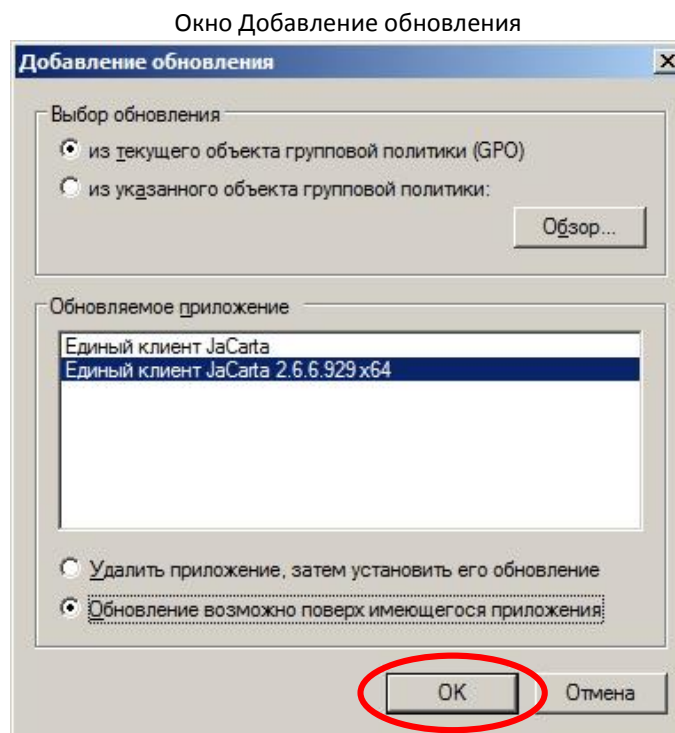 Окно Добавление обновления
Добавление обновления
Выбор обновления
из текущего объекта групповой политики (GPO)
из указанного объекта групповой политики:
Обзор...
Обновляемое приложение
Единый клиент JaCarta
Единый клиент JaCarta 2.6.6.929 x64
Удалить приложение, затем установить его обновление
Обновление возможно поверх имеющегося приложения
OK
Отмена